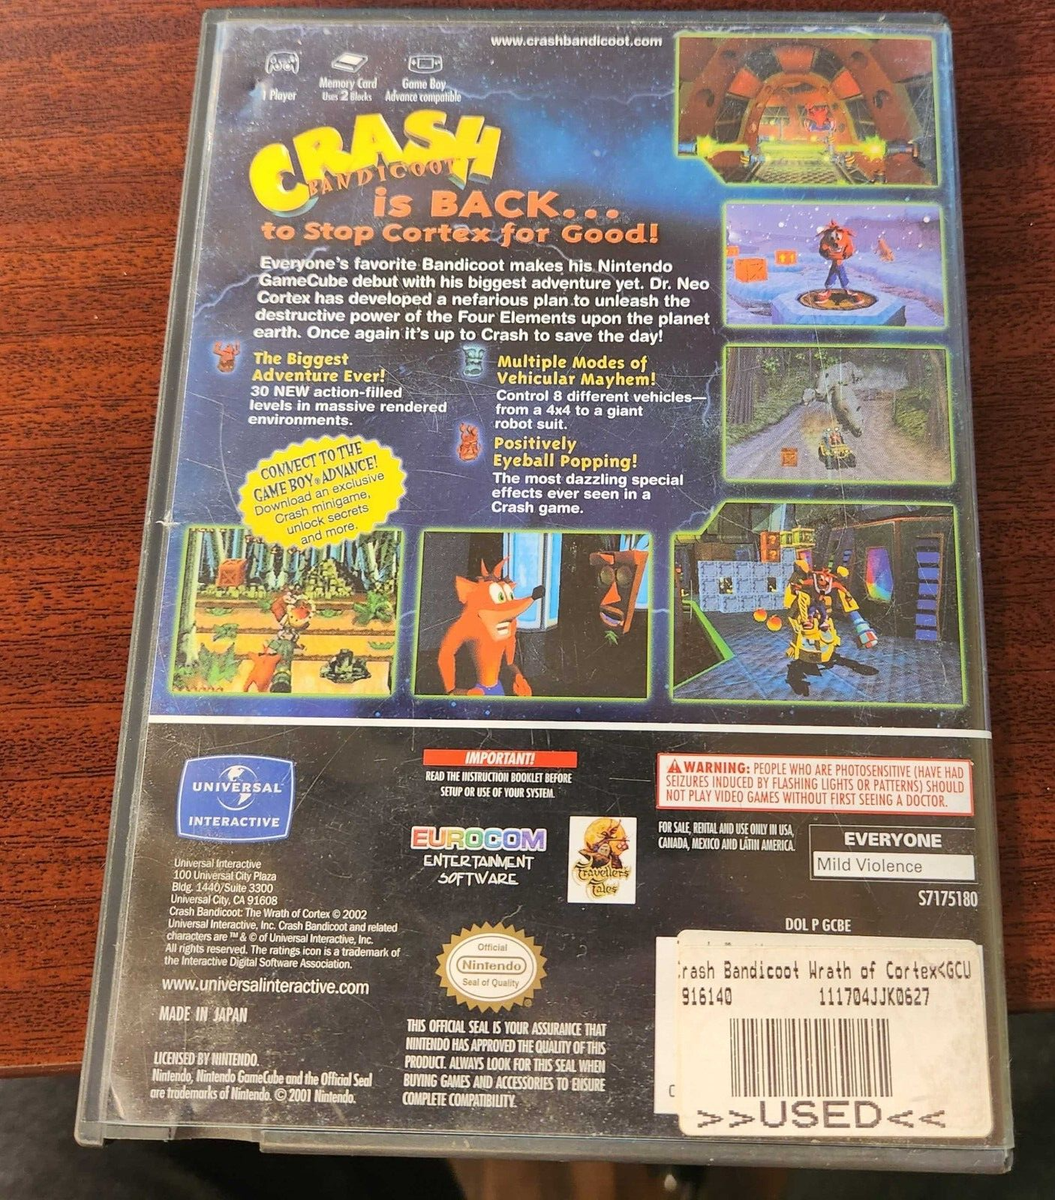 www.crashbandicoot.com
1 Player
Memory Card
Uses 2 Blocks
Game Boy
Advance compatible
CRASH
BANDICOOT
is BACK...
to Stop Cortex for Good!
Everyone's favorite Bandicoot makes his Nintendo
GameCube debut with his biggest adventure yet. Dr. Neo
Cortex has developed a nefarious plan to unleash the
destructive power of the Four Elements upon the planet
earth. Once again it's up to Crash to save the day!
The Biggest
Adventure Ever!
30 NEW action-filled
levels in massive rendered
environments.
Multiple Modes of
Vehicular Mayhem!
Control 8 different vehicles—
from a 4x4 to a giant
robot suit.
Positively
Eyeball Popping!
The most dazzling special
effects ever seen in a
Crash game.
CONNECT TO THE
GAME BOY® ADVANCE!
Download an exclusive
Crash minigame,
unlock secrets
and more.
UNIVERSAL
INTERACTIVE
Universal Interactive
100 Universal City Plaza
Bldg. 1440/Suite 3300
Universal City, CA 91608
Crash Bandicoot: The Wrath of Cortex © 2002
Universal Interactive, Inc. Crash Bandicoot and related
characters are ™ & © of Universal Interactive, Inc.
All rights reserved. The ratings icon is a trademark of
the Interactive Digital Software Association.
www.universalinteractive.com
MADE IN JAPAN
LICENSED BY NINTENDO.
Nintendo, Nintendo GameCube and the Official Seal
are trademarks of Nintendo. © 2001 Nintendo.
IMPORTANT!
READ THE INSTRUCTION BOOKLET BEFORE
SETUP OR USE OF YOUR SYSTEM.
EUROCOM
ENTERTAINMENT
SOFTWARE
Traveller's
Tales
Official
Nintendo
Seal of Quality
THIS OFFICIAL SEAL IS YOUR ASSURANCE THAT
NINTENDO HAS APPROVED THE QUALITY OF THIS
PRODUCT. ALWAYS LOOK FOR THIS SEAL WHEN
BUYING GAMES AND ACCESSORIES TO ENSURE
COMPLETE COMPATIBILITY.
WARNING: PEOPLE WHO ARE PHOTOSENSITIVE (HAVE HAD
SEIZURES INDUCED BY FLASHING LIGHTS OR PATTERNS) SHOULD
NOT PLAY VIDEO GAMES WITHOUT FIRST SEEING A DOCTOR.
FOR SALE, RENTAL AND USE ONLY IN USA,
CANADA, MEXICO AND LATIN AMERICA.
EVERYONE
Mild Violence
S7175180
DOL P GCBE
rash Bandicoot Wrath of Cortex<GCU
916140 111704JJK0627
>>USED<<